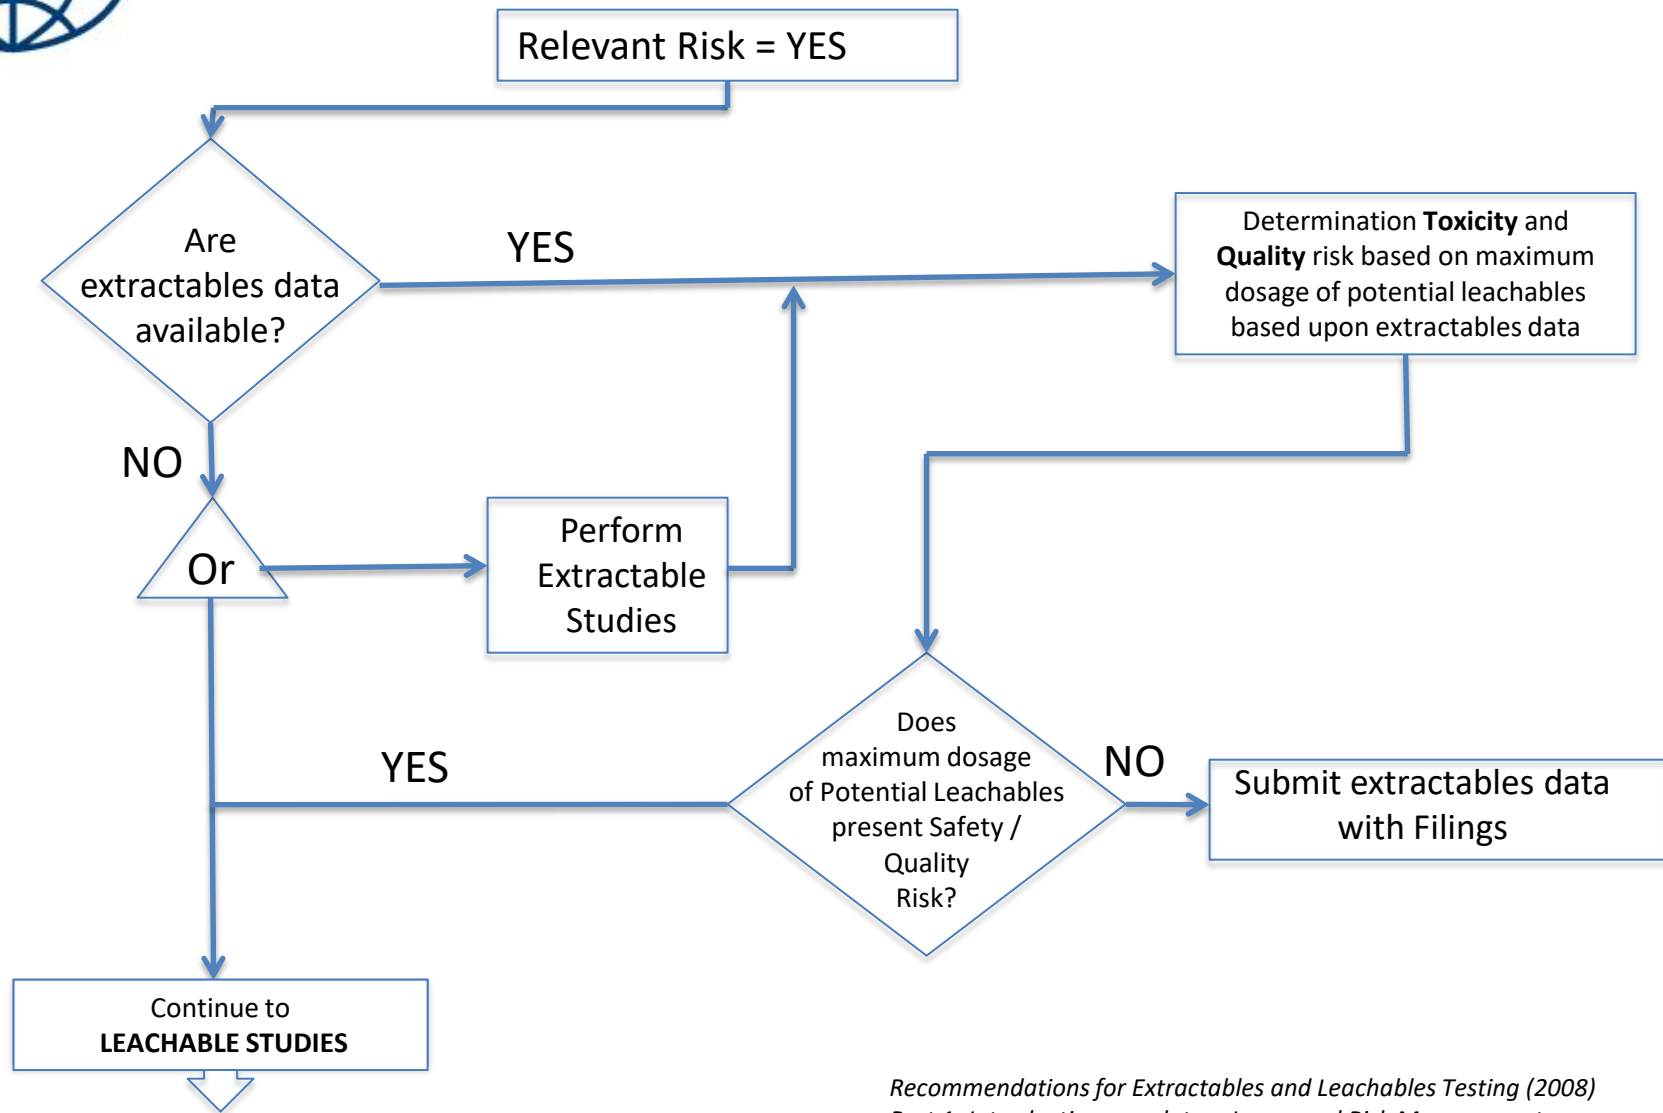 Relevant Risk = YES
Are
extractables data
available?
YES
Determination Toxicity and
Quality risk based on maximum
dosage of potential leachables
based upon extractables data
NO
Or
Perform
Extractable
Studies
YES
Does
maximum dosage
of Potential Leachables
present Safety /
Quality
Risk?
NO
Submit extractables data
with Filings
Continue to
LEACHABLE STUDIES
Recommendations for Extractables and Leachables Testing (2008)